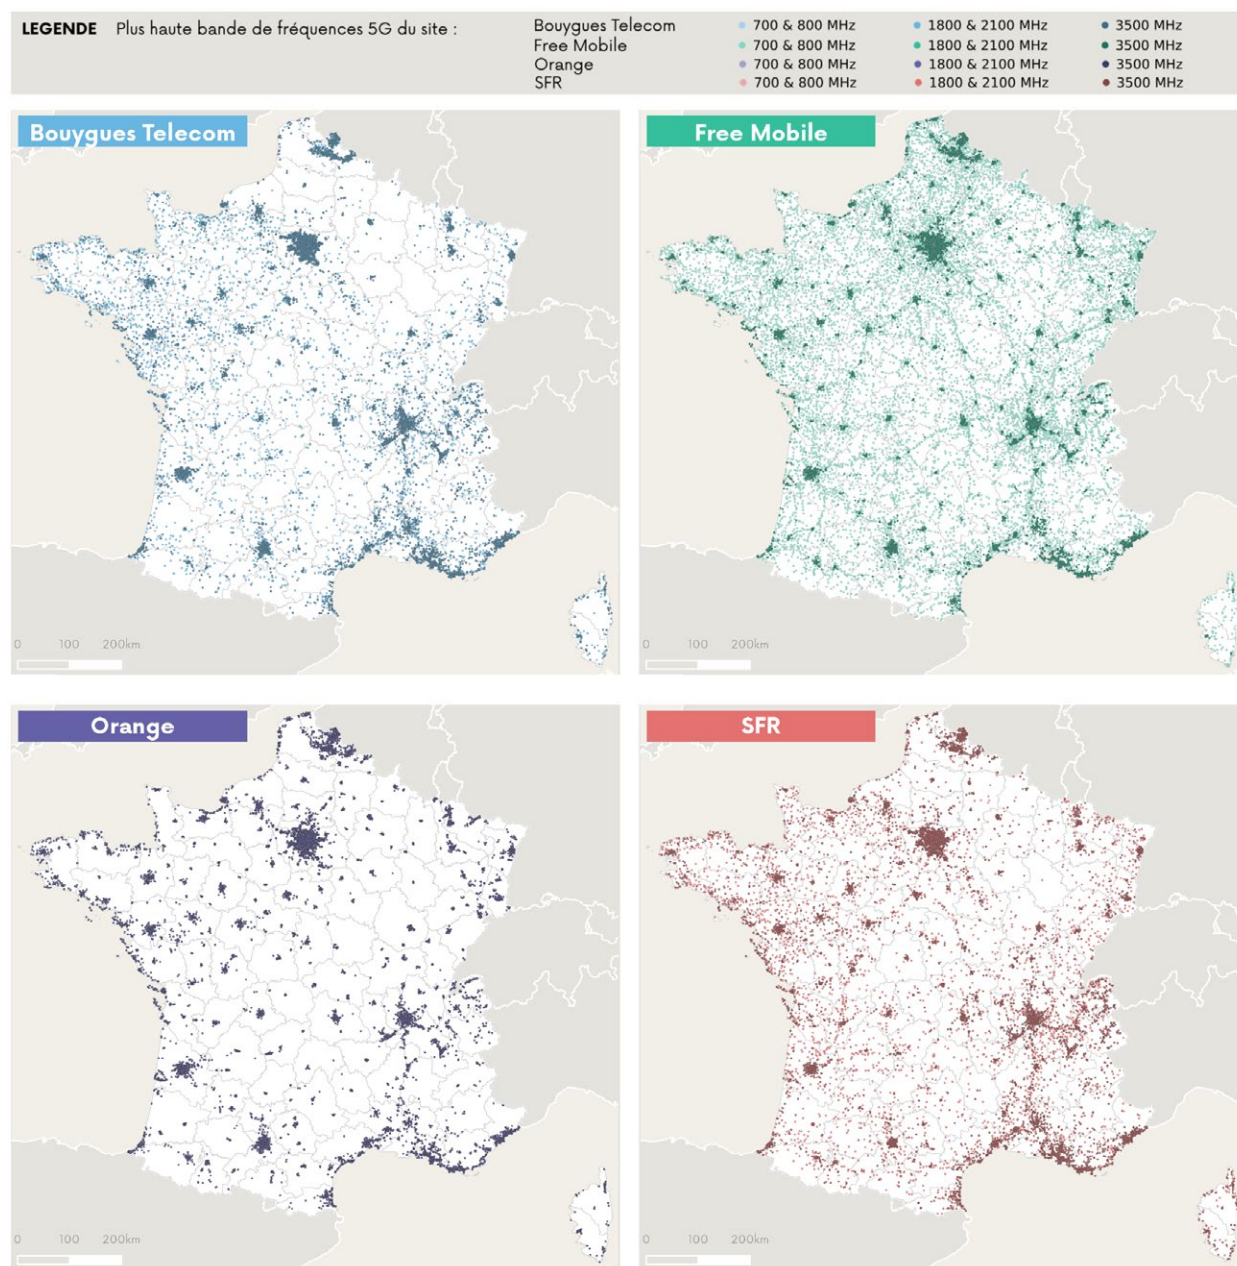 LEGENDE Plus haute bande de fréquences 5G du site :
Bouygues Telecom 700 & 800 MHz 1800 & 2100 MHz 3500 MHz
Free Mobile 700 & 800 MHz 1800 & 2100 MHz 3500 MHz
Orange 700 & 800 MHz 1800 & 2100 MHz 3500 MHz
SFR 700 & 800 MHz 1800 & 2100 MHz 3500 MHz
Bouygues Telecom
0 100 200km
Free Mobile
0 100 200km
Orange
0 100 200km
SFR
0 100 200km